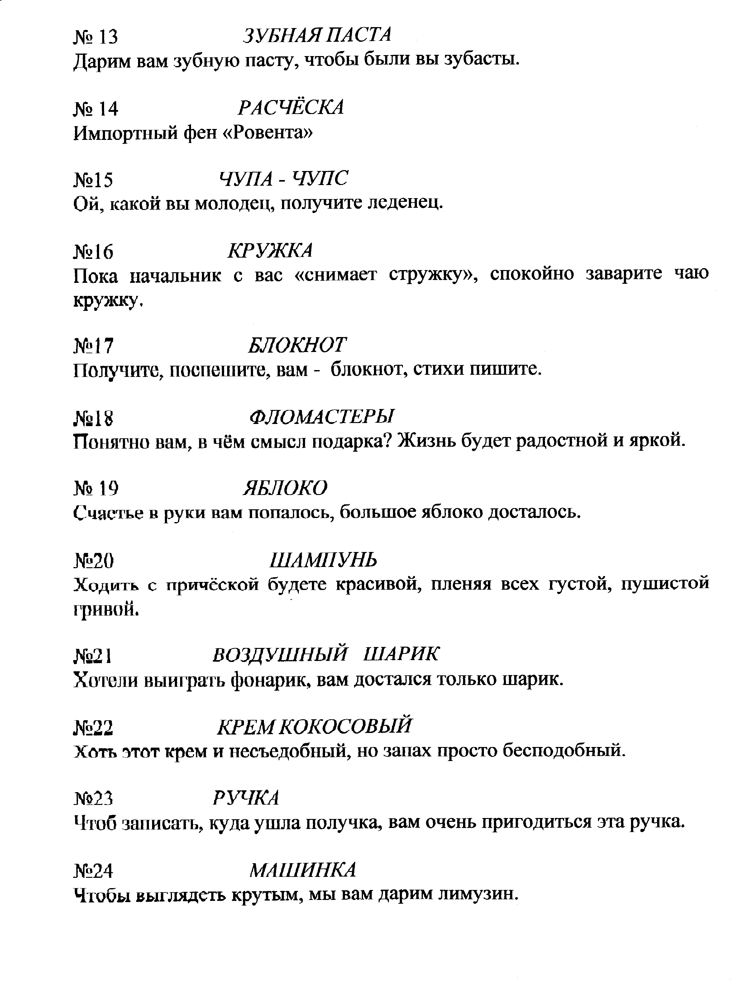 № 13 ЗУБНАЯ ПАСТА
Дарим вам зубную пасту, чтобы были вы зубасты.
№ 14 РАСЧЁСКА
Импортный фен «Ровента»
№15 ЧУПА - ЧУПС
Ой, какой вы молодец, получите леденец.
№16 КРУЖКА
Пока начальник с вас «снимает стружку», спокойно заварите чаю
кружку.
№17 БЛОКНОТ
Получите, поспешите, вам - блокнот, стихи пишите.
№18 ФЛОМАСТЕРЫ
Понятно вам, в чём смысл подарка? Жизнь будет радостной и яркой.
№ 19 ЯБЛОКО
Счастье в руки вам попалось, большое яблоко досталось.
№20 ШАМПУНЬ
Ходить с причёской будете красивой, пленяя всех густой, пушистой
гривой.
№21 ВОЗДУШНЫЙ ШАРИК
Хотели выиграть фонарик, вам достался только шарик.
№22 КРЕМ КОКОСОВЫЙ
Хоть этот крем и несъедобный, но запах просто бесподобный.
№23 РУЧКА
Чтоб записать, куда ушла получка, вам очень пригодиться эта ручка.
№24 МАШИНКА
Чтобы выглядеть крутым, мы вам дарим лимузин.